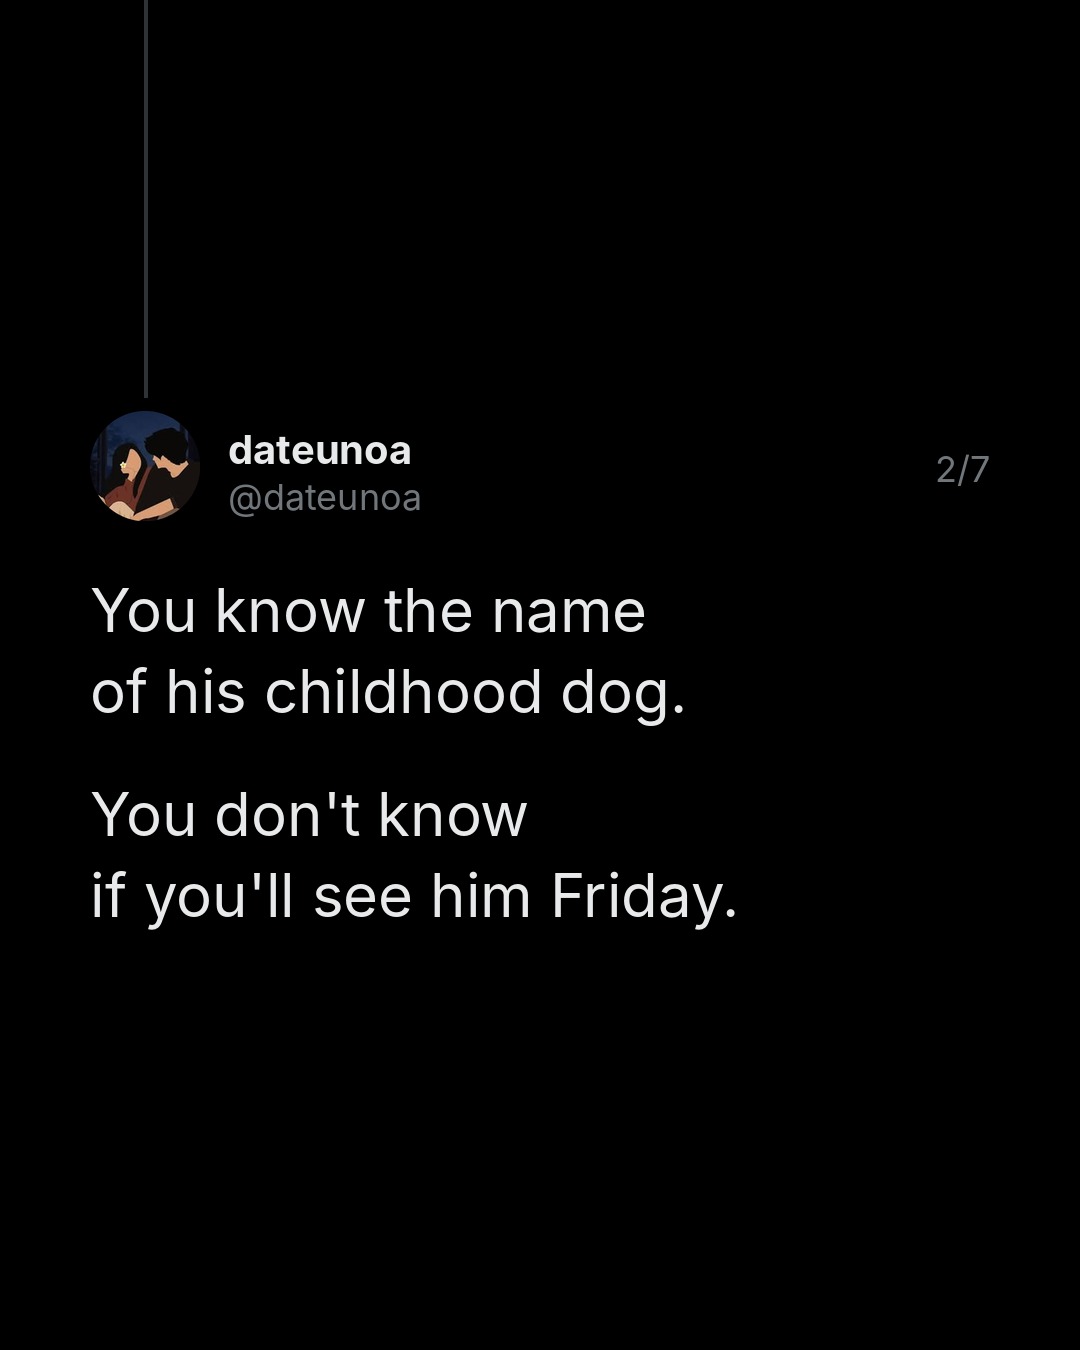 dateunoa
@dateunoa
2/7
You know the name
of his childhood dog.
You don't know
if you'll see him Friday.